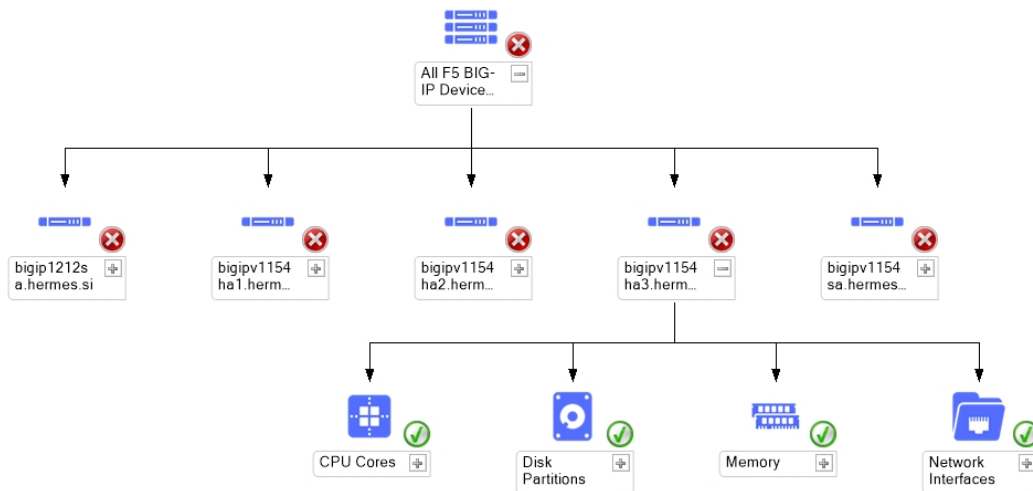 All F5 BIG-
IP Device...
bigip1212s
a.hermes.si
bigipv1154
ha1.herm...
bigipv1154
ha2.herm...
bigipv1154
ha3.herm...
bigipv1154
sa.hermes...
CPU Cores
Disk
Partitions
Memory
Network
Interfaces